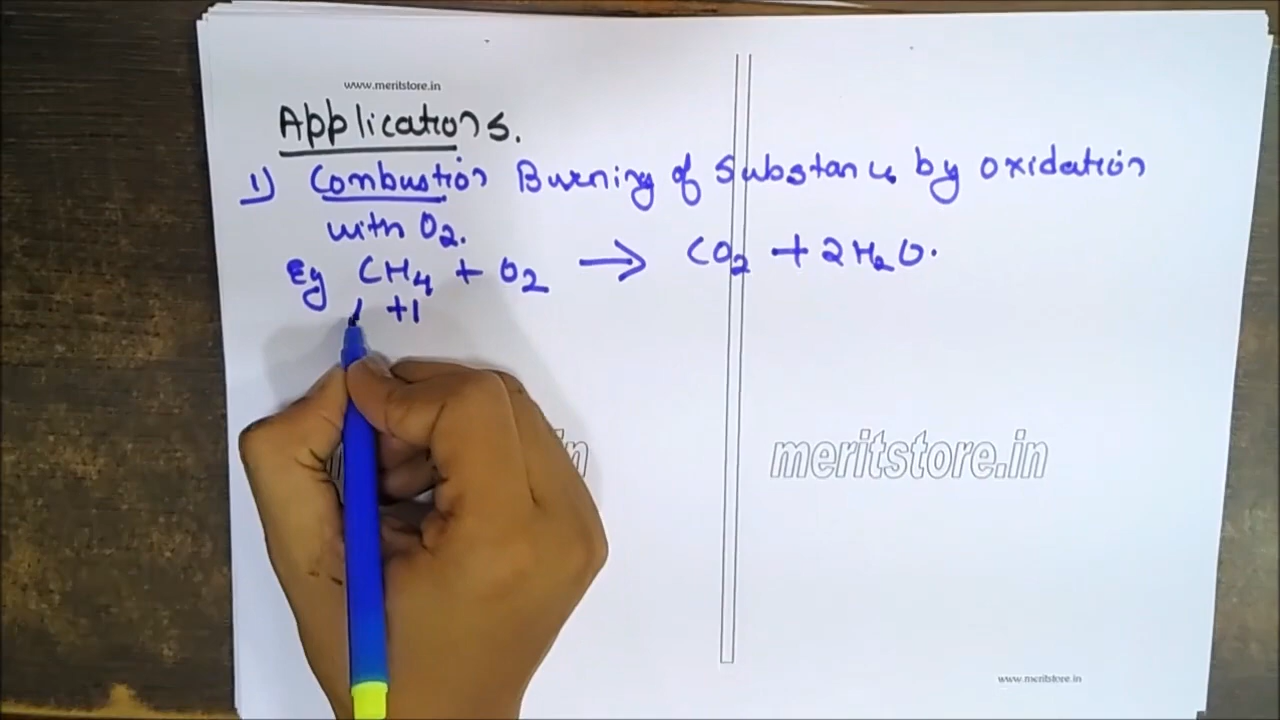 www.meritstore.in
Applications.
1) Combustion Burning of Substance by oxidation
with O2.
Eg CH4 + O2 → CO2 + 2H2O.
+1
meritstore.in
www.meritstore.in